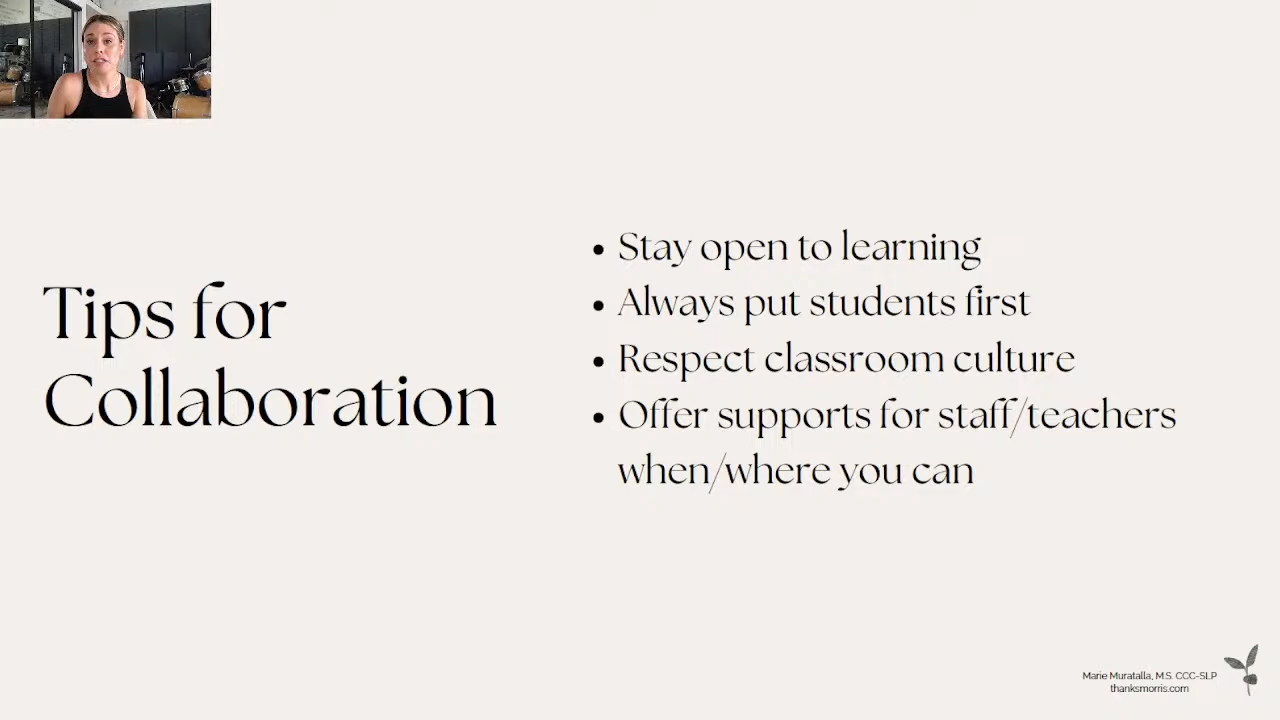 Tips for
Collaboration
• Stay open to learning
• Always put students first
• Respect classroom culture
• Offer supports for staff/teachers
when/where you can
Marie Muratalla, M.S. CCC-SLP
thanksmorris.com